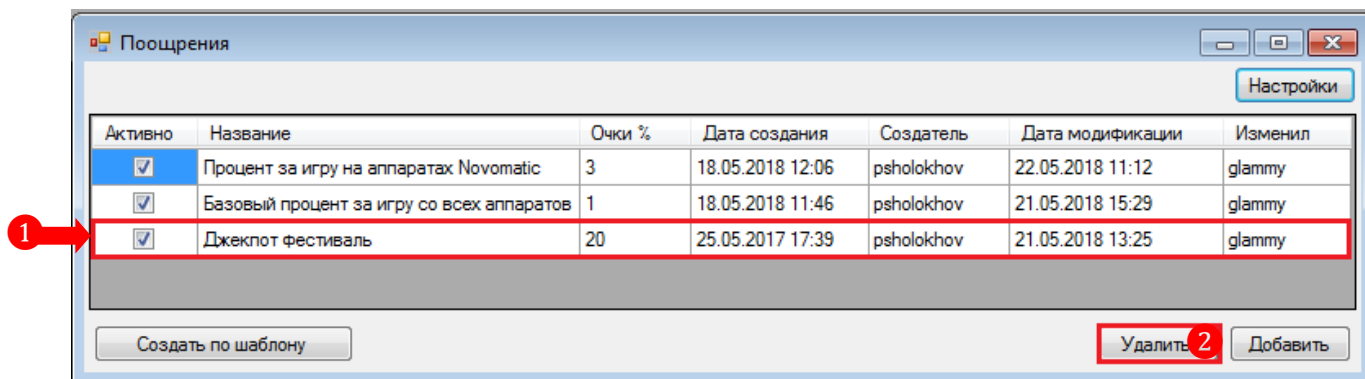 Поощрения
Настройки
Активно Название Очки % Дата создания Создатель Дата модификации Изменил
Процент за игру на аппаратах Novomatic 3 18.05.2018 12:06 psholokhov 22.05.2018 11:12 glammy
Базовый процент за игру со всех аппаратов 1 18.05.2018 11:46 psholokhov 21.05.2018 15:29 glammy
1 Джекпот фестиваль 20 25.05.2017 17:39 psholokhov 21.05.2018 13:25 glammy
Создать по шаблону Удалить 2 Добавить